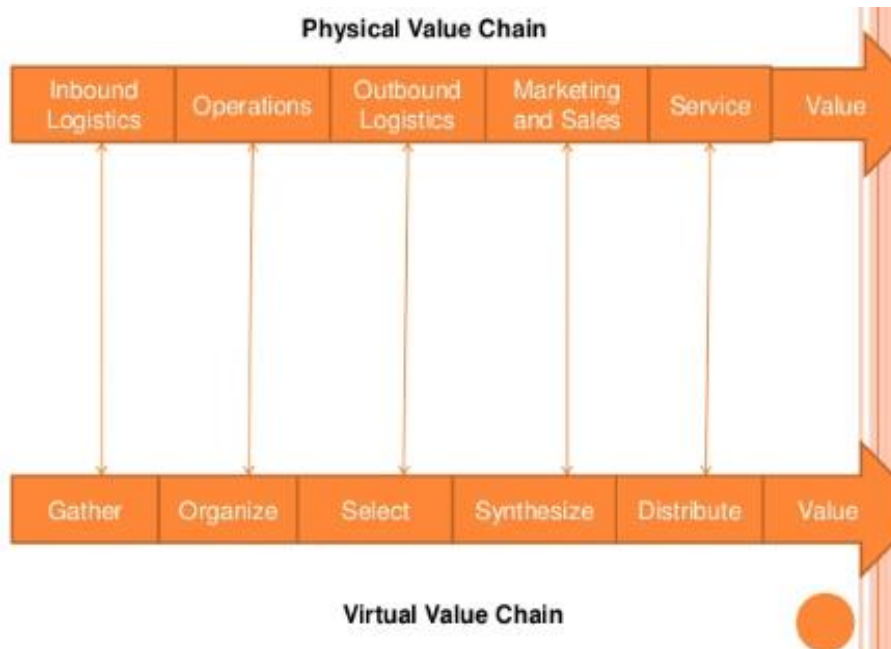 Physical Value Chain
Inbound
Logistics
Operations
Outbound
Logistics
Marketing
and Sales
Service
Value
Gather
Organize
Select
Synthesize
Distribute
Value
Virtual Value Chain